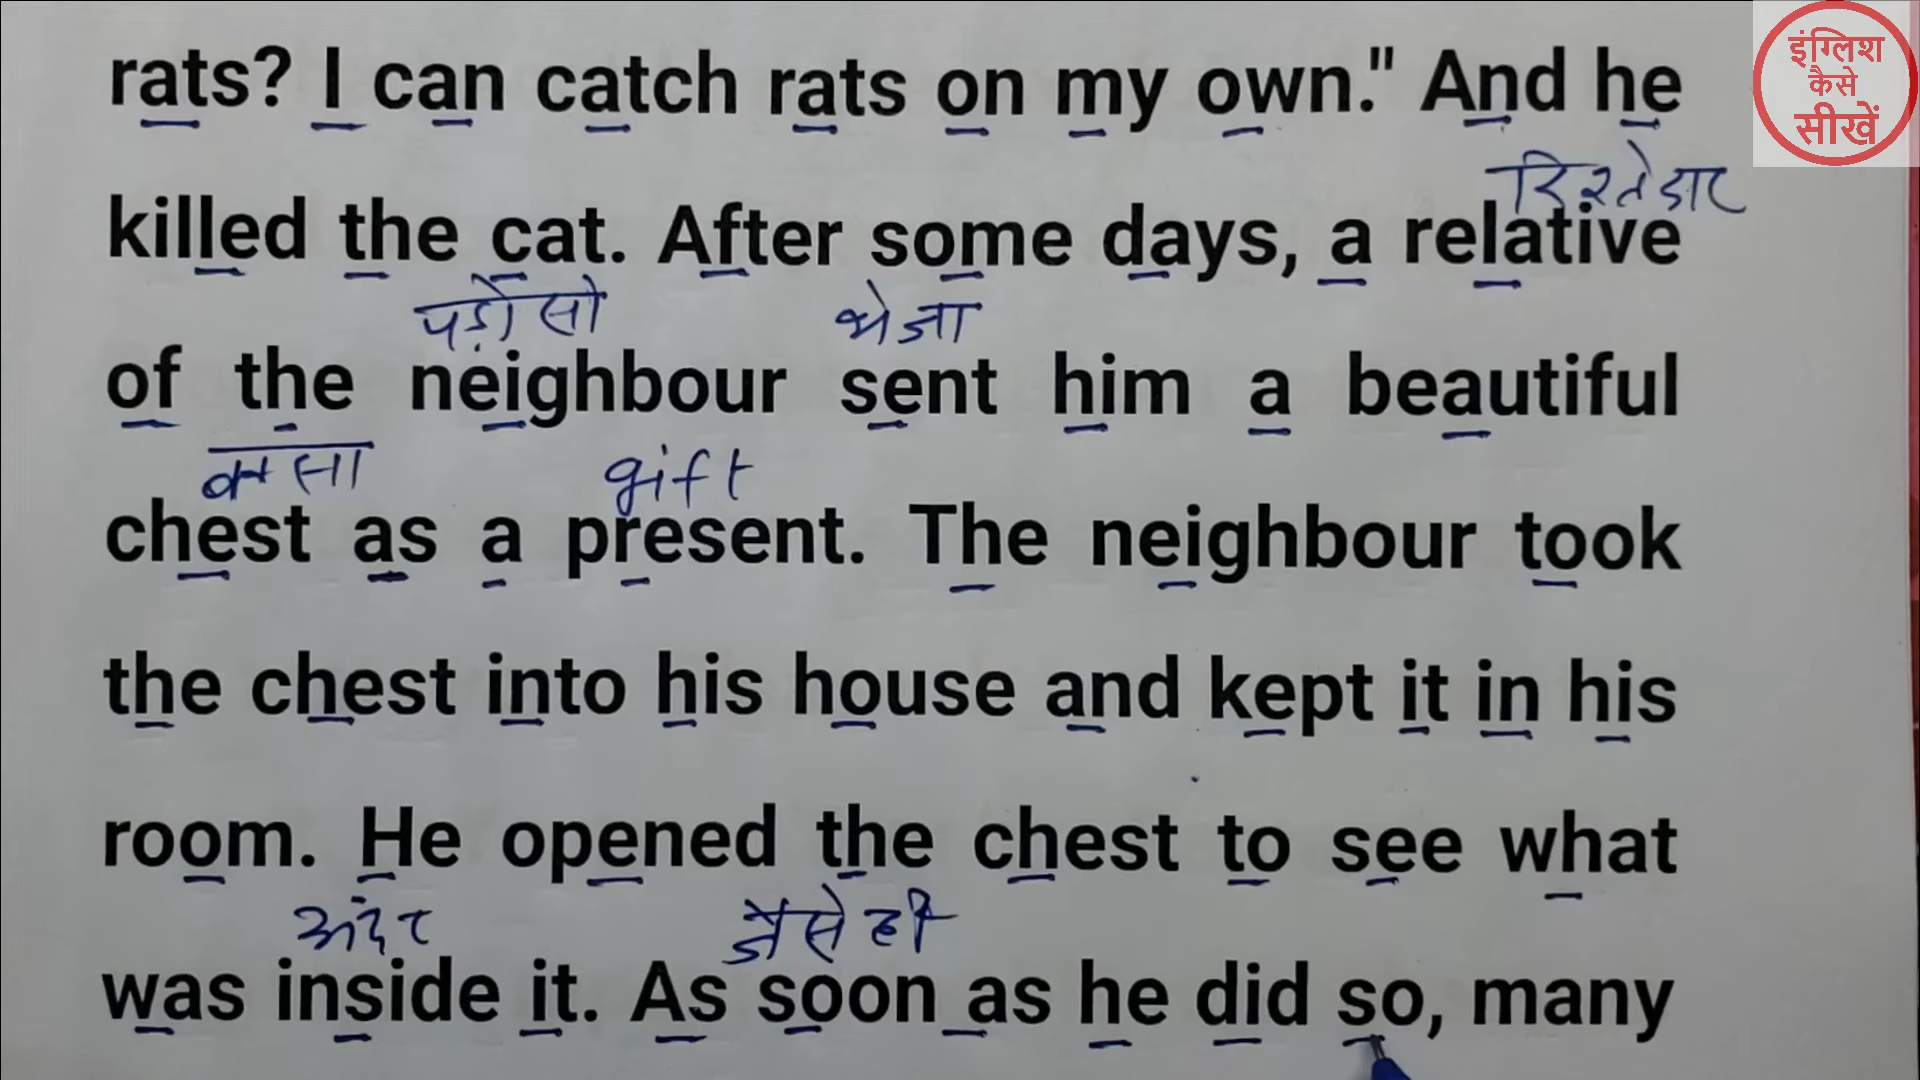 rats? I can catch rats on my own." And he
इंग्लिश
कैसे
सीखें
रिश्तेदार
killed the cat. After some days, a relative
पड़ोसी भेजा
of the neighbour sent him a beautiful
बक्सा gift
chest as a present. The neighbour took
the chest into his house and kept it in his
room. He opened the chest to see what
अंदर जैसे ही
was inside it. As soon as he did so, many